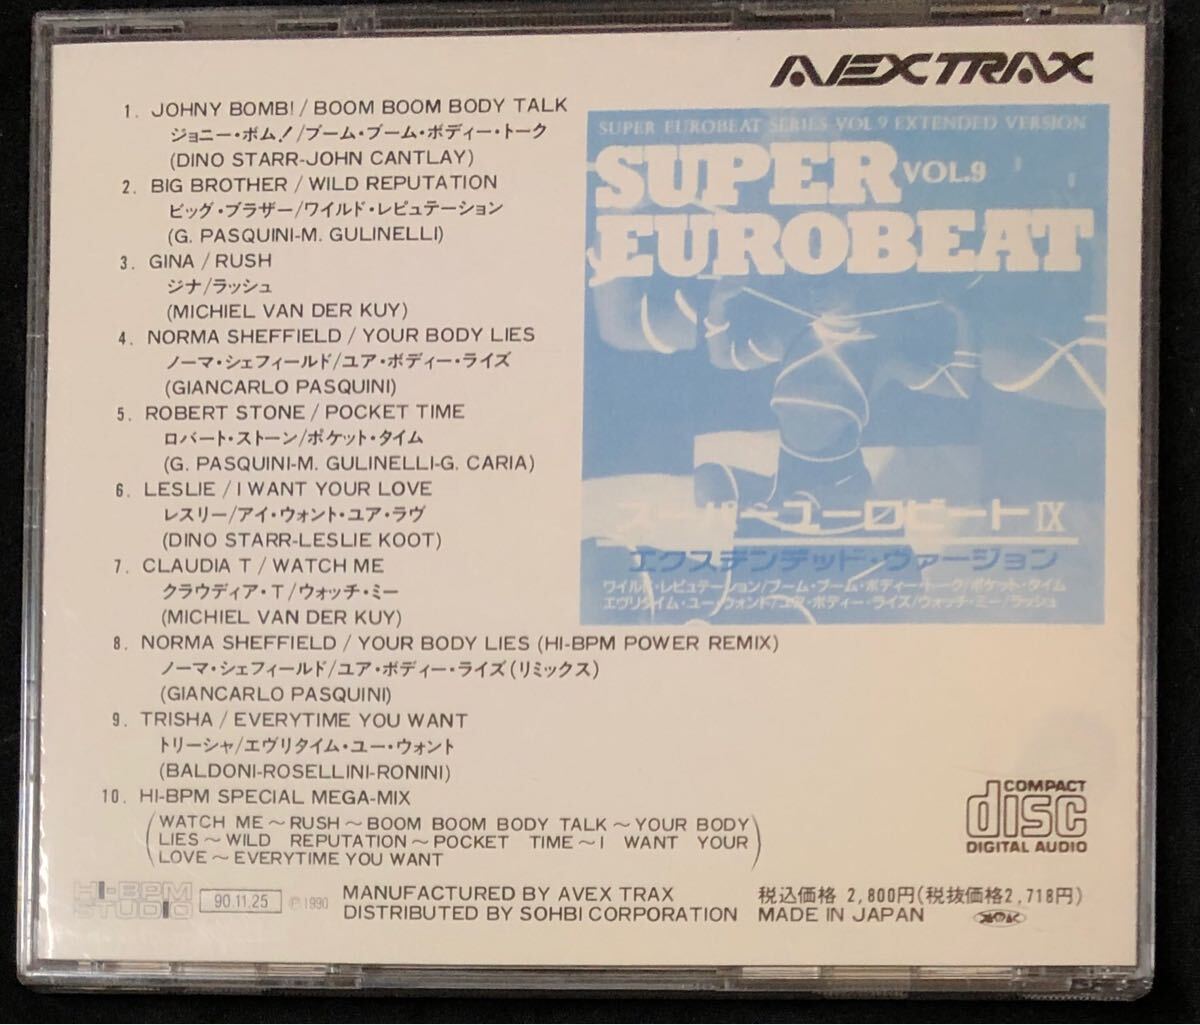 AVEX TRAX
1. JOHNY BOMB! / BOOM BOOM BODY TALK
ジョニー・ボム!/ブーム・ブーム・ボディー・トーク
(DINO STARR-JOHN CANTLAY)
2. BIG BROTHER / WILD REPUTATION
ビッグ・ブラザー/ワイルド・レピュテーション
(G. PASQUINI-M. GULINELLI)
3. GINA / RUSH
ジナ/ラッシュ
(MICHIEL VAN DER KUY)
4. NORMA SHEFFIELD / YOUR BODY LIES
ノーマ・シェフィールド/ユア・ボディー・ライズ
(GIANCARLO PASQUINI)
5. ROBERT STONE / POCKET TIME
ロバート・ストーン/ポケット・タイム
(G. PASQUINI-M. GULINELLI-G. CARIA)
6. LESLIE / I WANT YOUR LOVE
レスリー/アイ・ウォント・ユア・ラヴ
(DINO STARR-LESLIE KOOT)
7. CLAUDIA T / WATCH ME
クラウディア・T/ウォッチ・ミー
(MICHIEL VAN DER KUY)
8. NORMA SHEFFIELD / YOUR BODY LIES (HI-BPM POWER REMIX)
ノーマ・シェフィールド/ユア・ボディー・ライズ(リミックス)
(GIANCARLO PASQUINI)
9. TRISHA / EVERYTIME YOU WANT
トリーシャ/エヴリタイム・ユー・ウォント
(BALDONI-ROSELLINI-RONINI)
10. HI-BPM SPECIAL MEGA-MIX
(WATCH ME～RUSH～BOOM BOOM BODY TALK～YOUR BODY
LIES～WILD REPUTATION～POCKET TIME～I WANT YOUR
LOVE～EVERYTIME YOU WANT)
SUPER EUROBEAT SERIES VOL.9 EXTENDED VERSION
SUPER VOL.9
EUROBEAT
スーパーユーロビートIX
エクステンデッド・ヴァージョン
ワイルド・レピュテーション/ブーム・ブーム・ボディー・トーク/ポケット・タイム
エヴリタイム・ユー・ウォント/ユア・ボディー・ライズ/ウォッチ・ミー/ラッシュ
COMPACT
disc
DIGITAL AUDIO
HI-BPM
STUDIO
90.11.25
Ⓟ1990
MANUFACTURED BY AVEX TRAX
DISTRIBUTED BY SOHBI CORPORATION
税込価格 2,800円(税抜価格2,718円)
MADE IN JAPAN